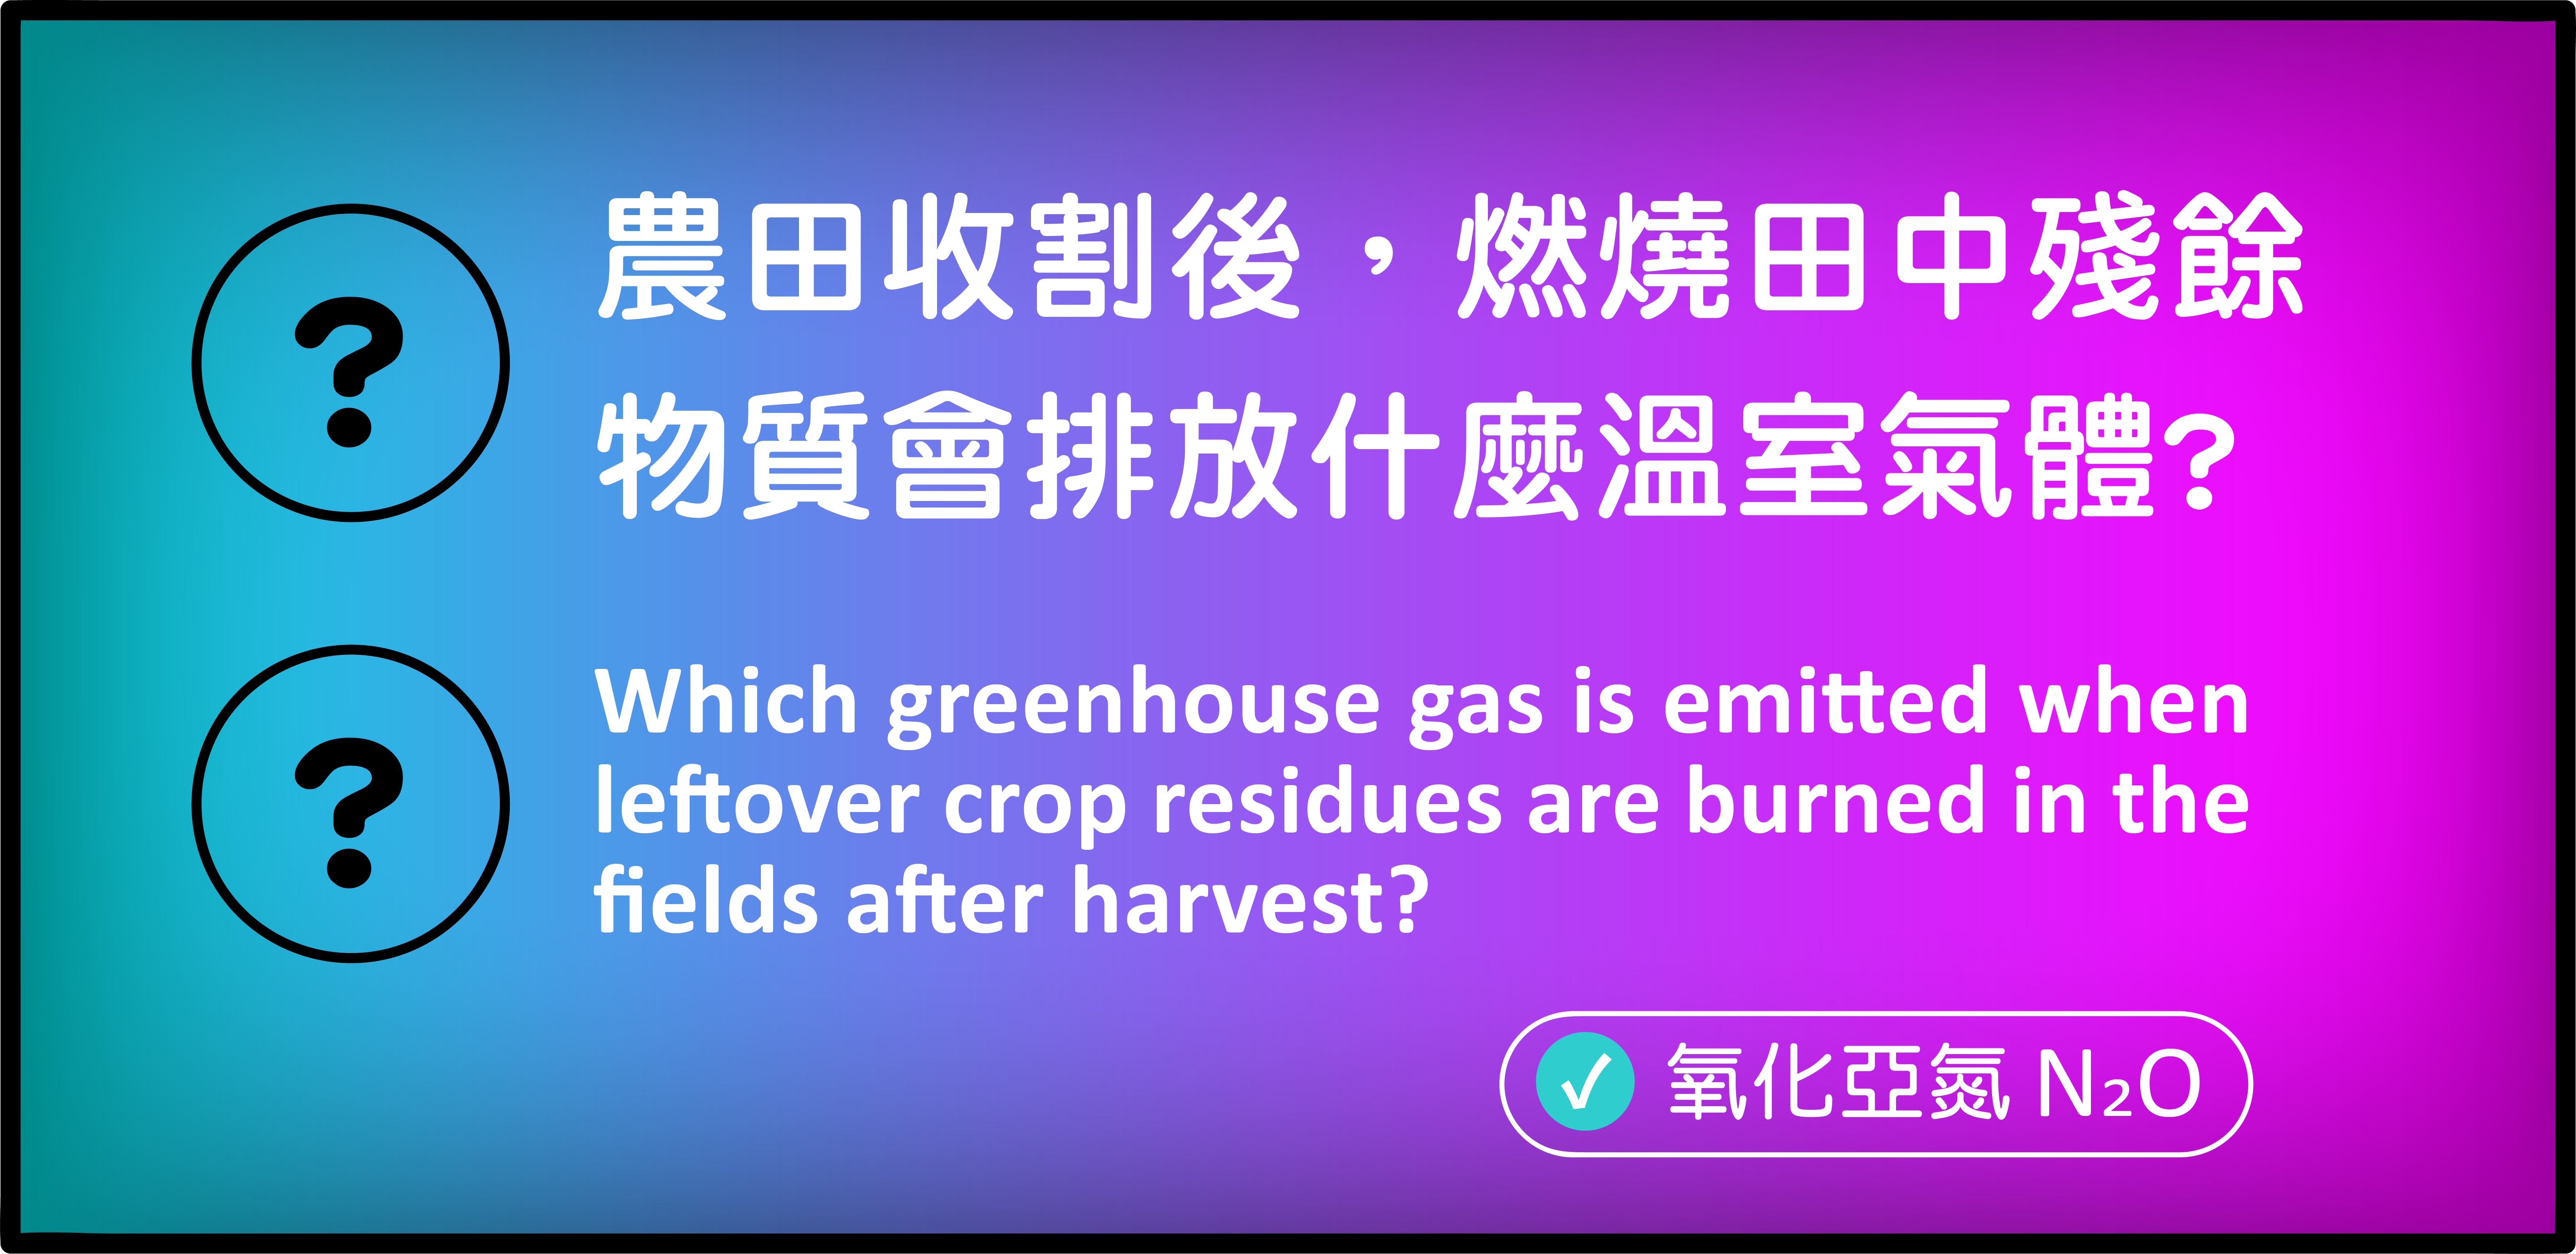 ?
農田收割後，燃燒田中殘餘
物質會排放什麼溫室氣體?
?
Which greenhouse gas is emitted when
leftover crop residues are burned in the
fields after harvest?
✓ 氧化亞氮 N₂O